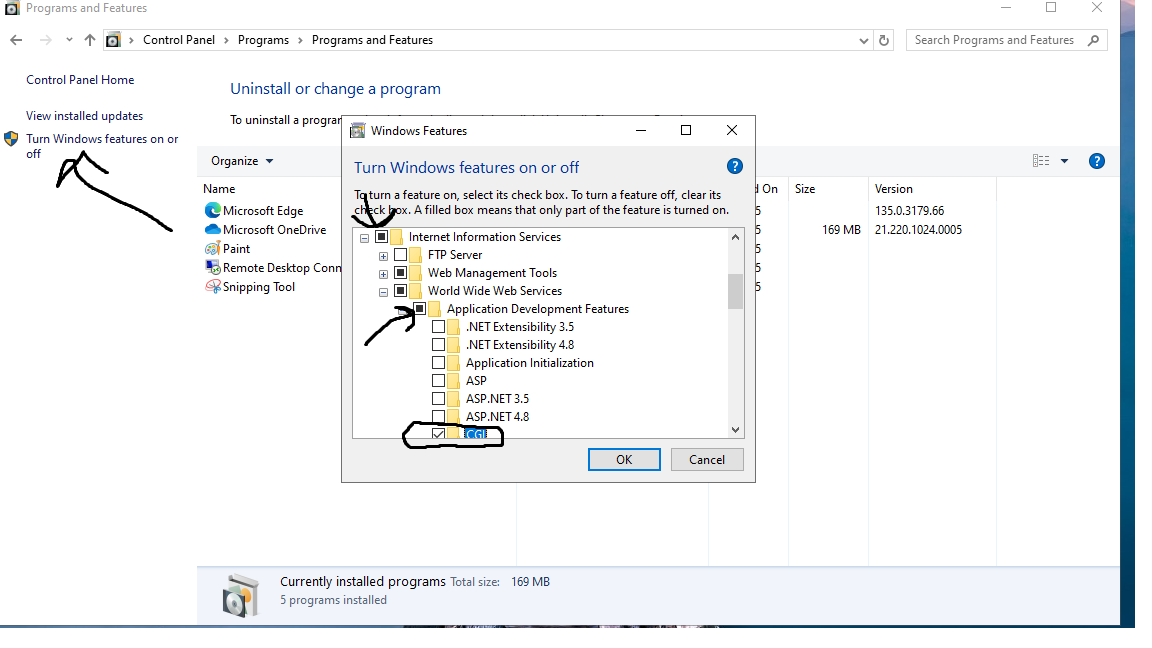 Programs and Features
Control Panel > Programs > Programs and Features
Search Programs and Features
Control Panel Home
View installed updates
Turn Windows features on or
off
Uninstall or change a program
To uninstall a program
Organize
Name
On
Size
Version
Microsoft Edge
5
135.0.3179.66
Microsoft OneDrive
5
169 MB
21.220.1024.0005
Paint
5
Remote Desktop Conn
5
Snipping Tool
5
Windows Features
Turn Windows features on or off
To turn a feature on, select its check box. To turn a feature off, clear its
check box. A filled box means that only part of the feature is turned on.
Internet Information Services
FTP Server
Web Management Tools
World Wide Web Services
Application Development Features
.NET Extensibility 3.5
.NET Extensibility 4.8
Application Initialization
ASP
ASP.NET 3.5
ASP.NET 4.8
CGI
OK
Cancel
Currently installed programs Total size: 169 MB
5 programs installed